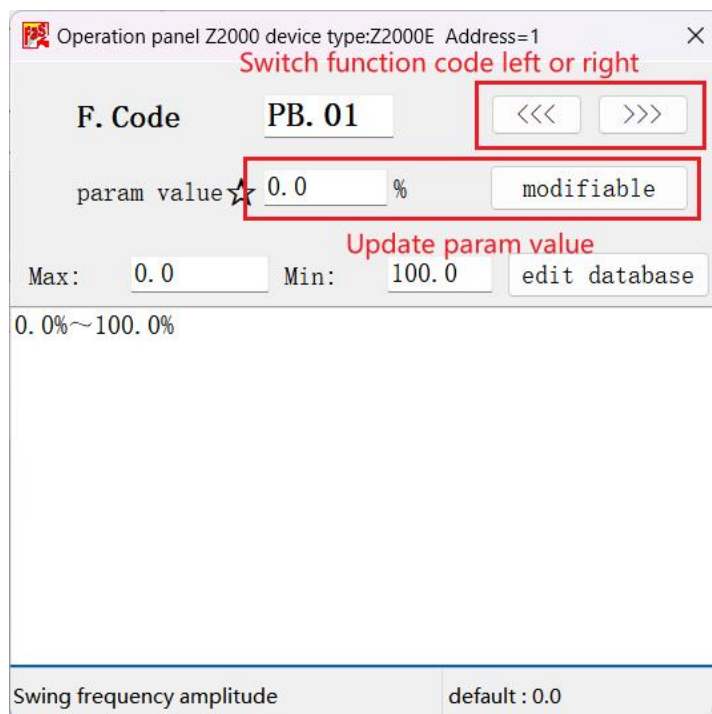 Operation panel Z2000 device type:Z2000E Address=1
Switch function code left or right
F. Code PB. 01 <<< >>>
param value☆ 0.0 % modifiable
Update param value
Max: 0.0 Min: 100.0 edit database
0.0%～100.0%
Swing frequency amplitude default : 0.0